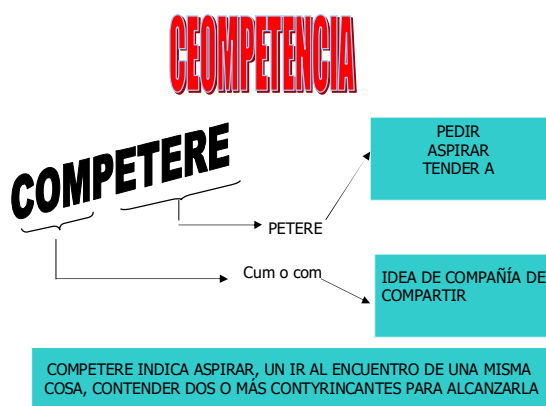 CEOMPETENCIA
COMPETERE
PEDIR
ASPIRAR
TENDER A
PETERE
Cum o com
IDEA DE COMPAÑÍA DE
COMPARTIR
COMPETERE INDICA ASPIRAR, UN IR AL ENCUENTRO DE UNA MISMA
COSA, CONTENDER DOS O MÁS CONTYRINCANTES PARA ALCANZARLA